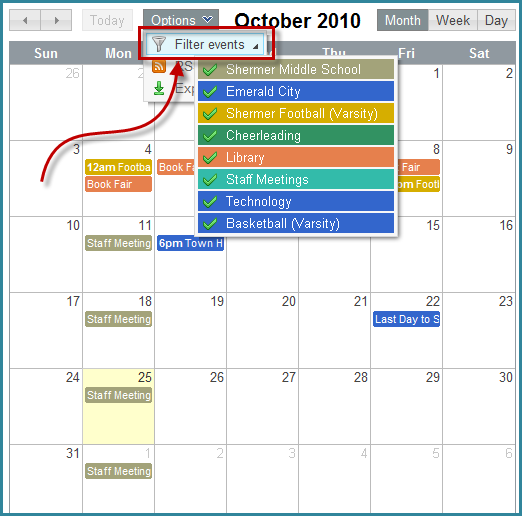 Today Options October 2010 Month Week Day
Sun Mon Thu Fri Sat
Filter events
RS
Exp
Shermer Middle School
Emerald City
Shermer Football (Varsity)
Cheerleading
Library
Staff Meetings
Technology
Basketball (Varsity)
26 1 2
3 4 8 9
12am Footba Book F Fair
Book Fair om Footl
10 11 15 16
Staff Meeting 6pm Town H
17 18 19 20 21 22 23
Staff Meeting Last Day to S
24 25 26 27 28 29 30
Staff Meeting
31 1 2 3 4 5 6
Staff Meeting